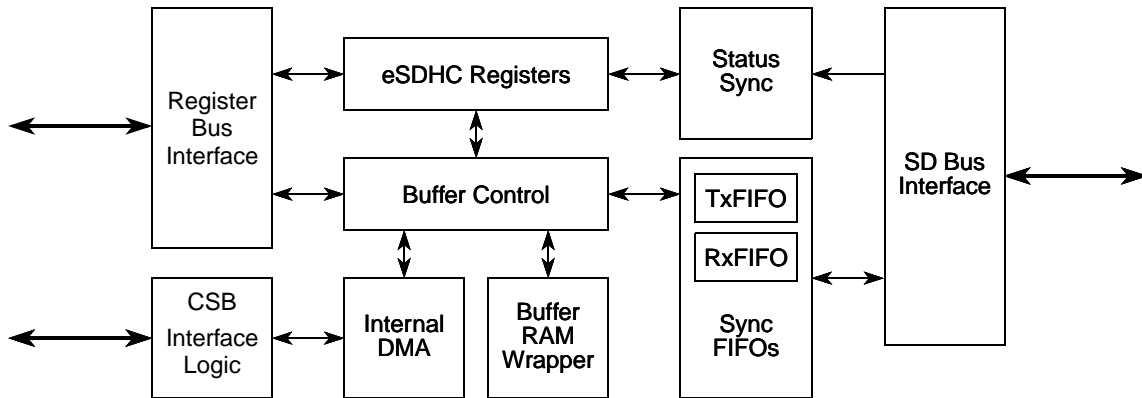 Register
Bus
Interface
eSDHC Registers
Status
Sync
SD Bus
Interface
Buffer Control
TxFIFO
RxFIFO
Sync
FIFOs
CSB
Interface
Logic
Internal
DMA
Buffer
RAM
Wrapper